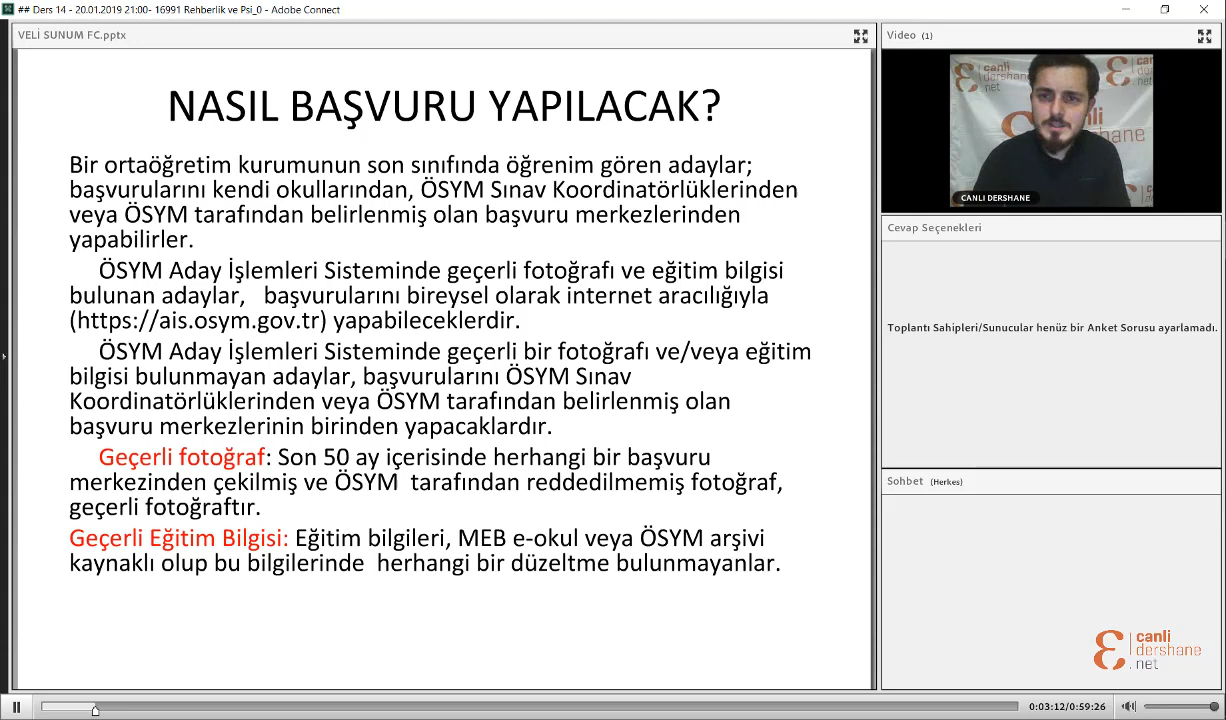 ## Ders 14 - 20.01.2019 21:00- 16991 Rehberlik ve Psi_0 - Adobe Connect
VELİ SUNUM FC.pptx
NASIL BAŞVURU YAPILACAK?
Bir ortaöğretim kurumunun son sınıfında öğrenim gören adaylar;
başvurularını kendi okullarından, ÖSYM Sınav Koordinatörlüklerinden
veya ÖSYM tarafından belirlenmiş olan başvuru merkezlerinden
yapabilirler.
ÖSYM Aday İşlemleri Sisteminde geçerli fotoğrafı ve eğitim bilgisi
bulunan adaylar, başvurularını bireysel olarak internet aracılığıyla
(https://ais.osym.gov.tr) yapabileceklerdir.
ÖSYM Aday İşlemleri Sisteminde geçerli bir fotoğrafı ve/veya eğitim
bilgisi bulunmayan adaylar, başvurularını ÖSYM Sınav
Koordinatörlüklerinden veya ÖSYM tarafından belirlenmiş olan
başvuru merkezlerinin birinden yapacaklardır.
Geçerli fotoğraf: Son 50 ay içerisinde herhangi bir başvuru
merkezinden çekilmiş ve ÖSYM tarafından reddedilmemiş fotoğraf,
geçerli fotoğraftır.
Geçerli Eğitim Bilgisi: Eğitim bilgileri, MEB e-okul veya ÖSYM arşivi
kaynaklı olup bu bilgilerinde herhangi bir düzeltme bulunmayanlar.
Video (1)
canli
dershane
.net
CANLI DERSHANE
Cevap Seçenekleri
Toplantı Sahipleri/Sunucular henüz bir Anket Sorusu ayarlamadı.
Sohbet (Herkes)
canli
dershane
.net
0:03:12/0:59:26